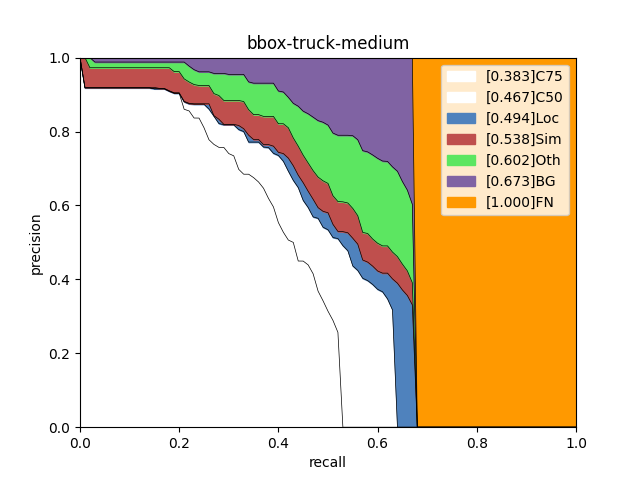 bbox-truck-medium
1.0
0.8
0.6
0.4
0.2
0.0
precision
[0.383]C75
[0.467]C50
[0.494]Loc
[0.538]Sim
[0.602]Oth
[0.673]BG
[1.000]FN
0.0 0.2 0.4 0.6 0.8 1.0
recall